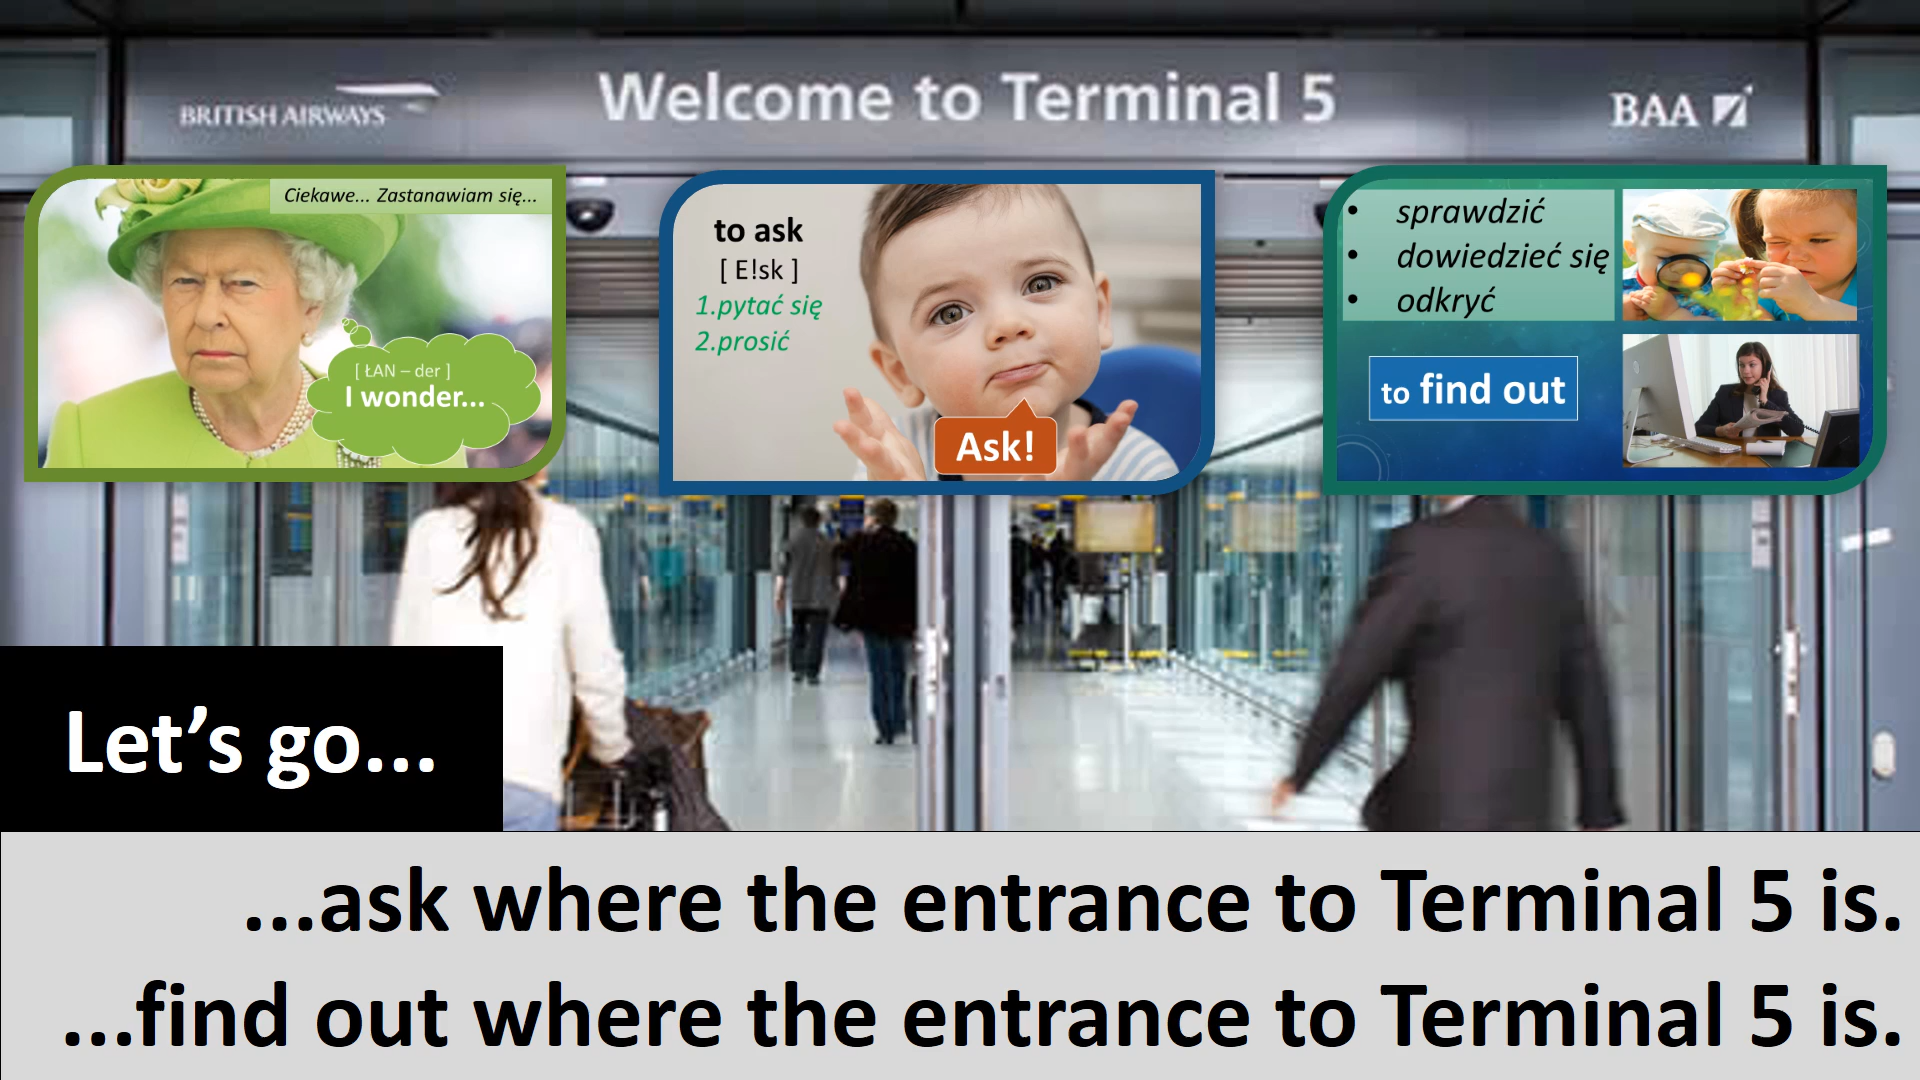 BRITISH AIRWAYS
Welcome to Terminal 5
BAA
Ciekawe... Zastanawiam się...
[ ŁAN – der ]
I wonder...
to ask
[ E!sk ]
1.pytać się
2.prosić
Ask!
• sprawdzić
• dowiedzieć się
• odkryć
to find out
Let’s go...
...ask where the entrance to Terminal 5 is.
...find out where the entrance to Terminal 5 is.